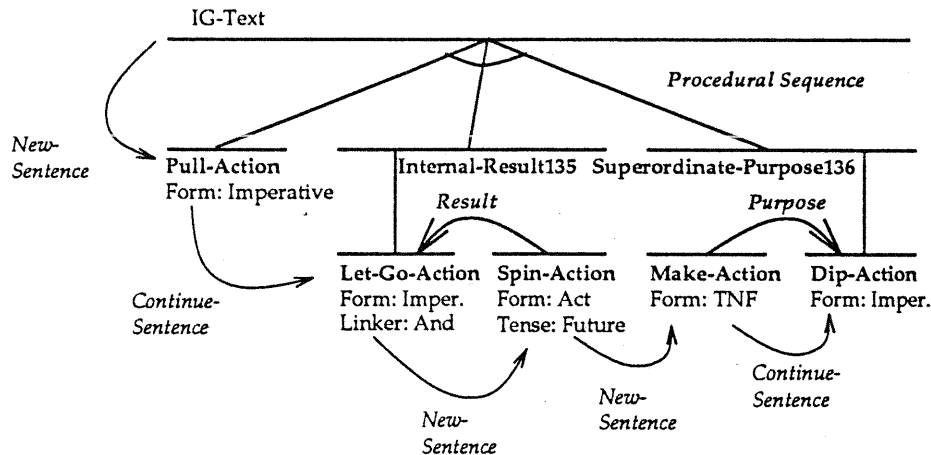 IG-Text
Procedural Sequence
New-
Sentence
Pull-Action
Form: Imperative
Internal-Result135
Superordinate-Purpose136
Result
Purpose
Continue-
Sentence
Let-Go-Action
Form: Imper.
Linker: And
Spin-Action
Form: Act
Tense: Future
Make-Action
Form: TNF
Dip-Action
Form: Imper.
New-
Sentence
New-
Sentence
Continue-
Sentence